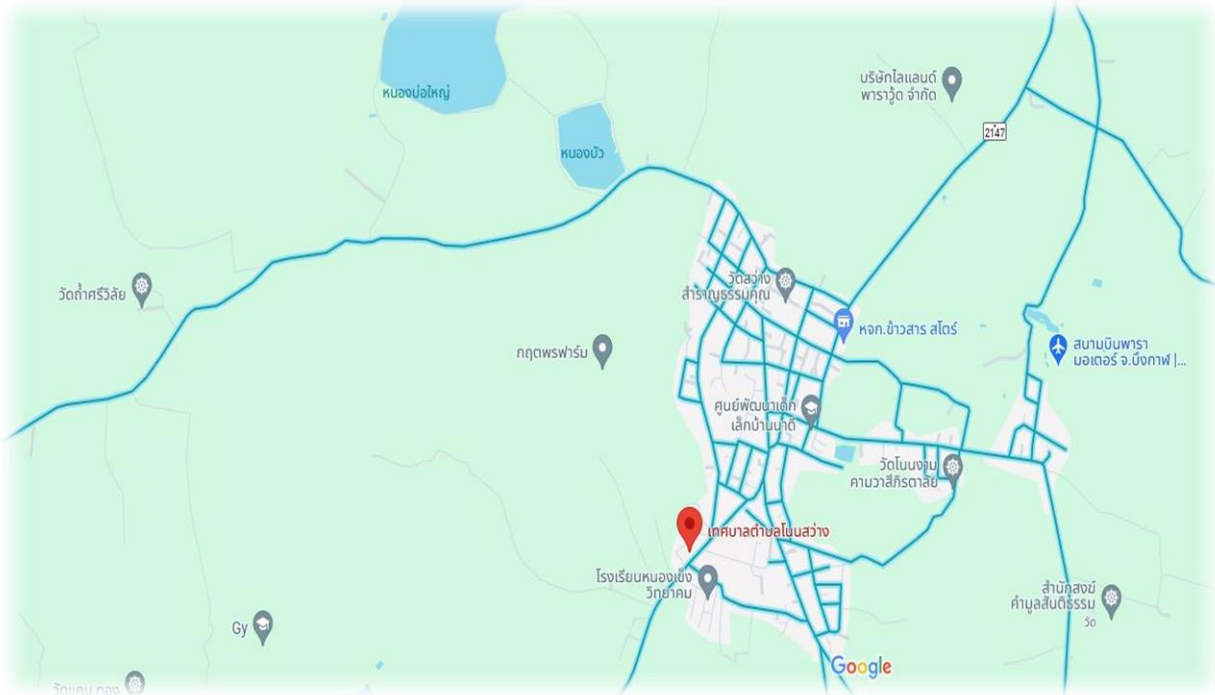 บริษัทไลแลนด์
พาราวู้ด จำกัด
หนองบ่อใหญ่
2147
หนองบัว
วัดถ้ำศรีวิลัย
วัดสว่าง
สำราญธรรมคุณ
หจก.ข้าวสาร สโตร์
กฤตพรฟาร์ม
สนามบินพารา
มอเตอร์ จ.บึงกาฬ |...
ศูนย์พัฒนาเด็ก
เล็กบ้านนาดี
วัดโนนงาม
คามวาสีภิรตาลัย
เทศบาลตำบลโนนสว่าง
โรงเรียนหนองเข็ง
วิทยาคม
สำนักสงฆ์
คำมูลสันติธรรม
วัด
Gy
Google
วัดแคน ทอง